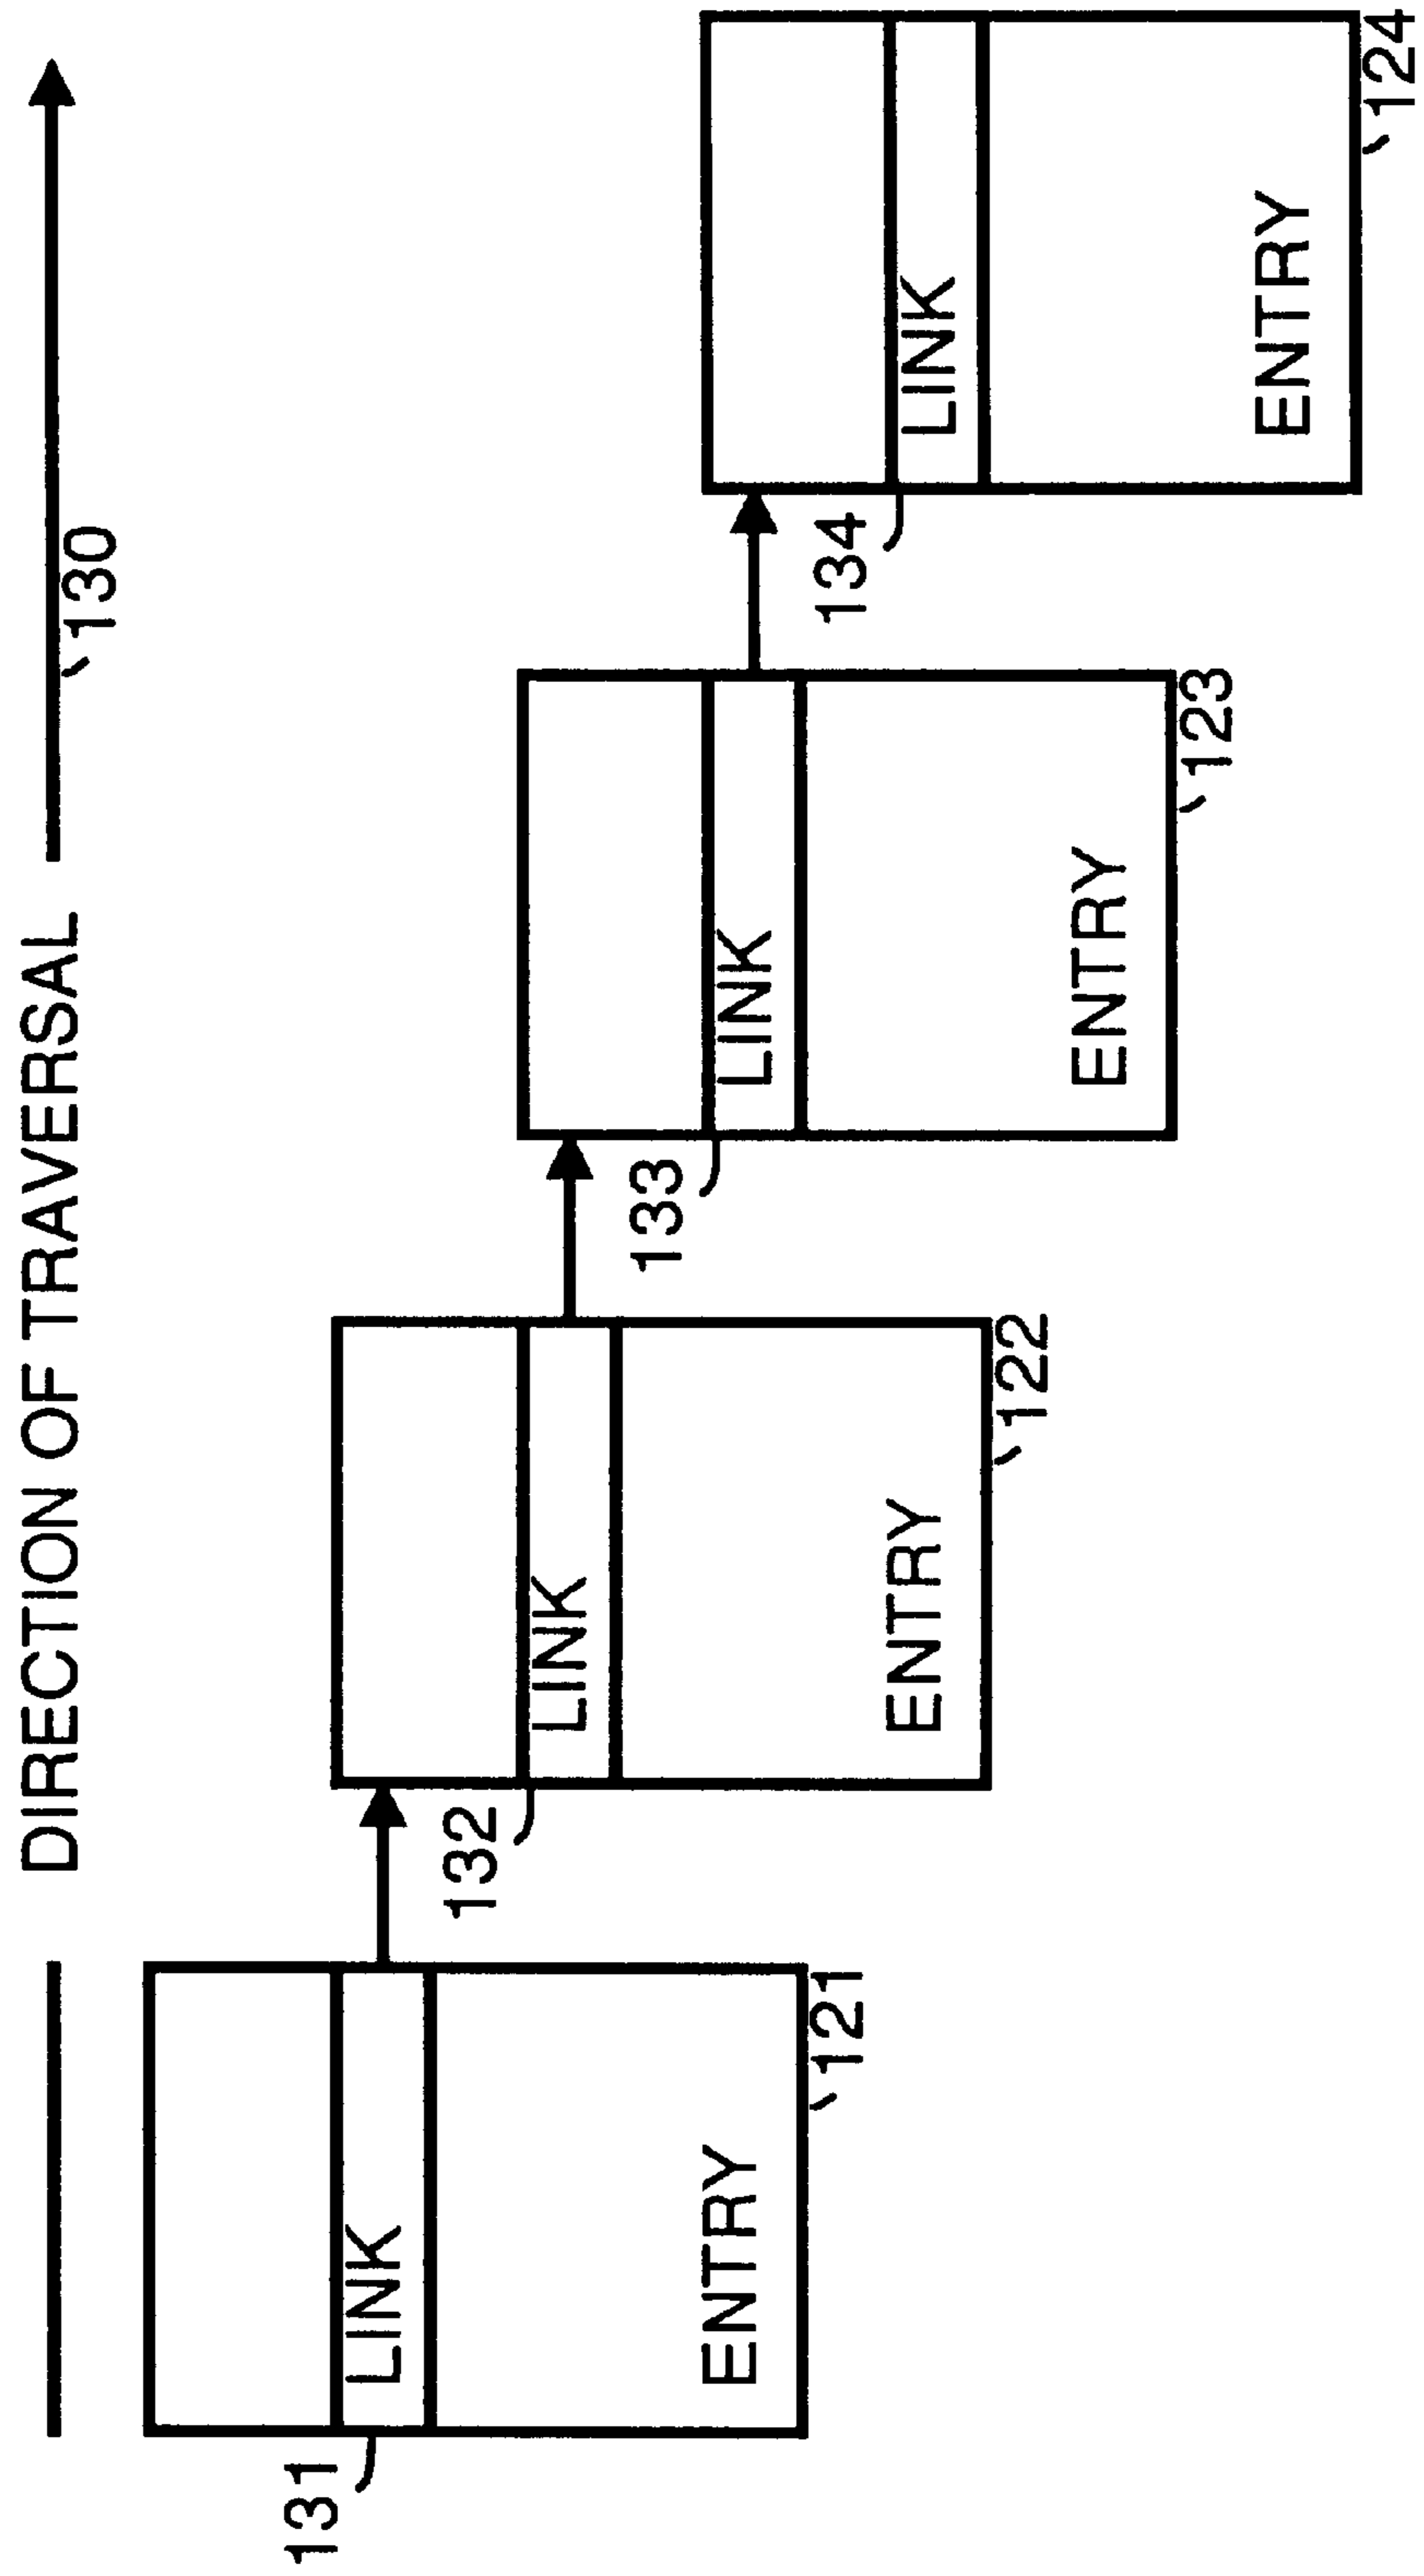 DIRECTION OF TRAVERSAL
130
131
LINK
ENTRY
121
132
LINK
ENTRY
122
133
LINK
ENTRY
123
134
LINK
ENTRY
124